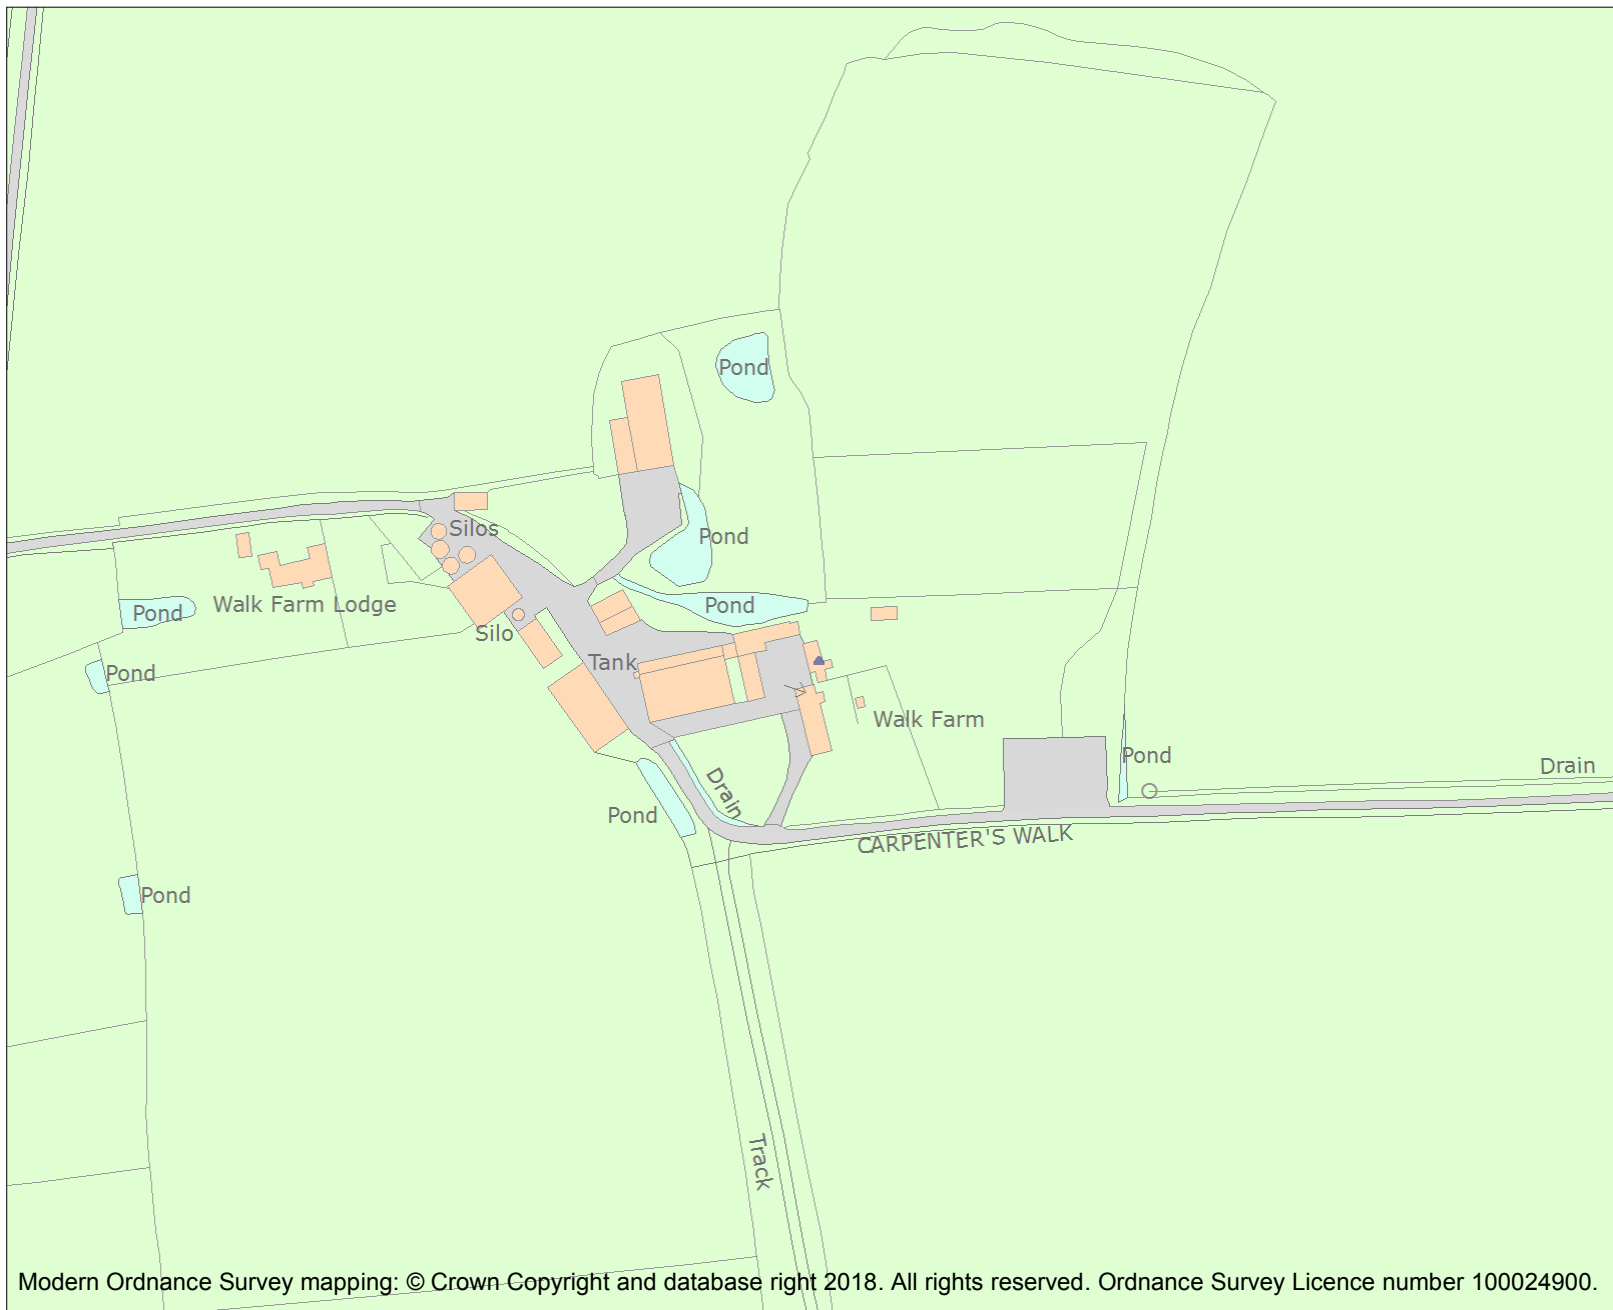 Pond
Silos
Pond
Walk Farm Lodge
Pond
Pond
Silo
Tank
Pond
Walk Farm
Pond
Drain
Drain
Pond
CARPENTER'S WALK
Pond
Track
Modern Ordnance Survey mapping: © Crown Copyright and database right 2018. All rights reserved. Ordnance Survey Licence number 100024900.